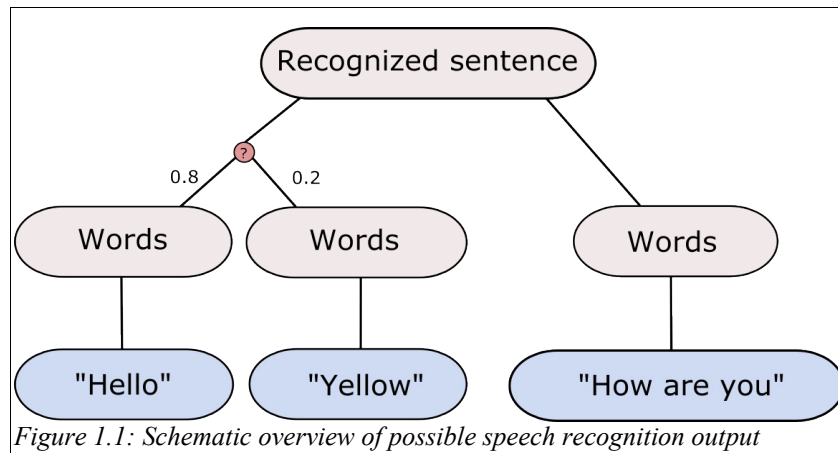 Recognized sentence
?
0.8 0.2
Words Words Words
"Hello" "Yellow" "How are you"
Figure 1.1: Schematic overview of possible speech recognition output